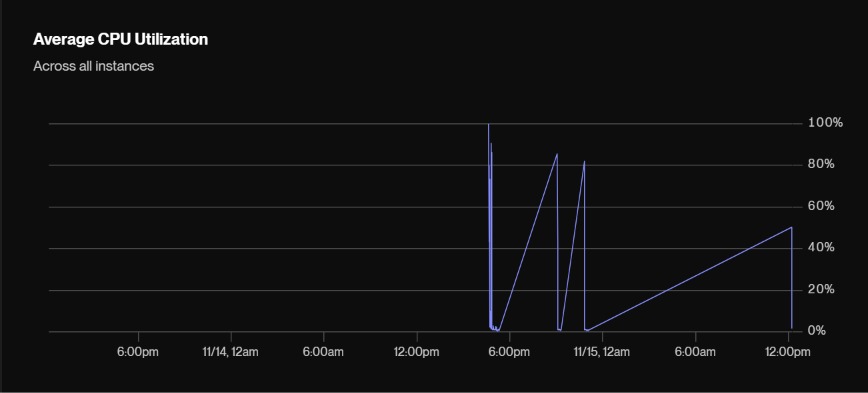 Average CPU Utilization
Across all instances
100%
80%
60%
40%
20%
0%
6:00pm 11/14, 12am 6:00am 12:00pm 6:00pm 11/15, 12am 6:00am 12:00pm